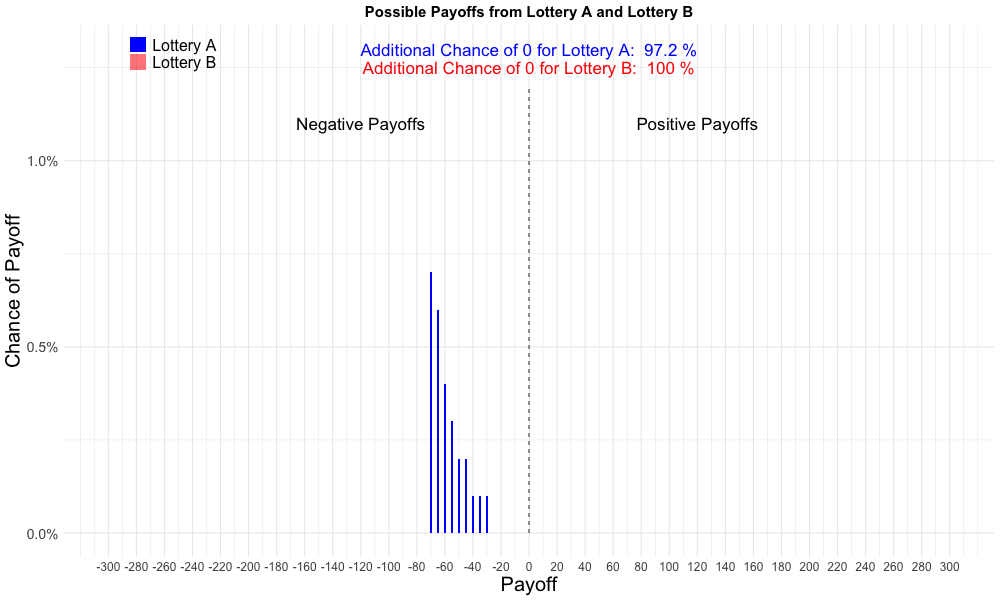 Possible Payoffs from Lottery A and Lottery B
Lottery A
Lottery B
Additional Chance of 0 for Lottery A:  97.2 %
Additional Chance of 0 for Lottery B:  100 %
Negative Payoffs
Positive Payoffs
Chance of Payoff
1.0%
0.5%
0.0%
-300 -280 -260 -240 -220 -200 -180 -160 -140 -120 -100 -80 -60 -40 -20 0 20 40 60 80 100 120 140 160 180 200 220 240 260 280 300
Payoff